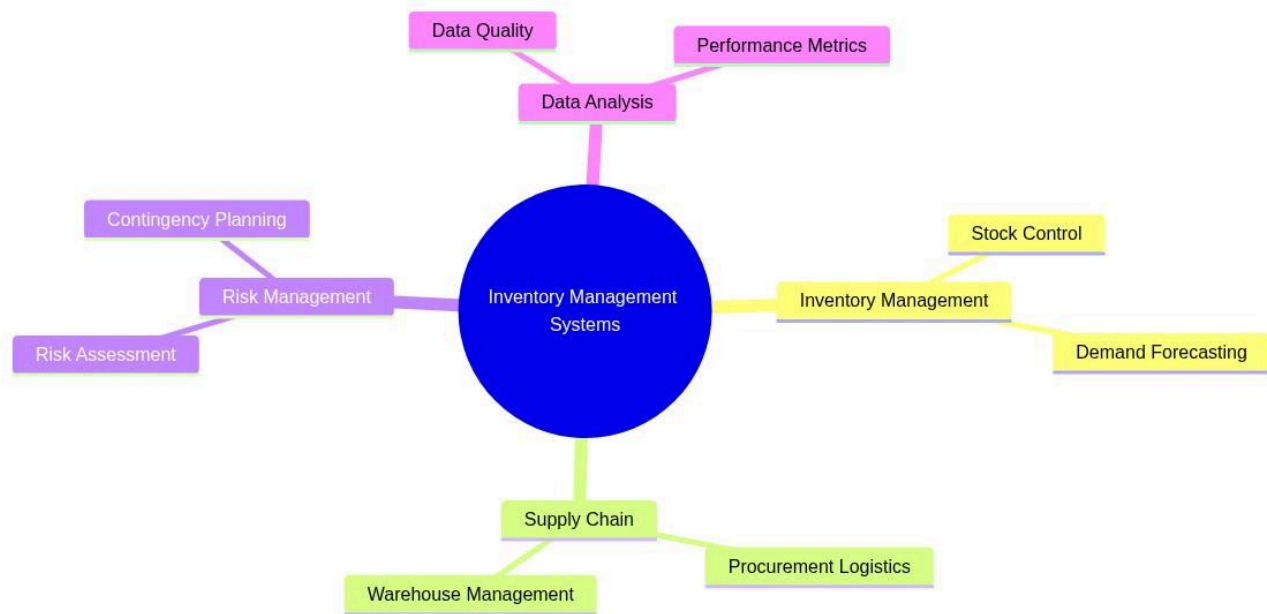 Data Quality
Performance Metrics
Data Analysis
Contingency Planning
Stock Control
Risk Management
Inventory Management
Systems
Inventory Management
Risk Assessment
Demand Forecasting
Supply Chain
Procurement Logistics
Warehouse Management